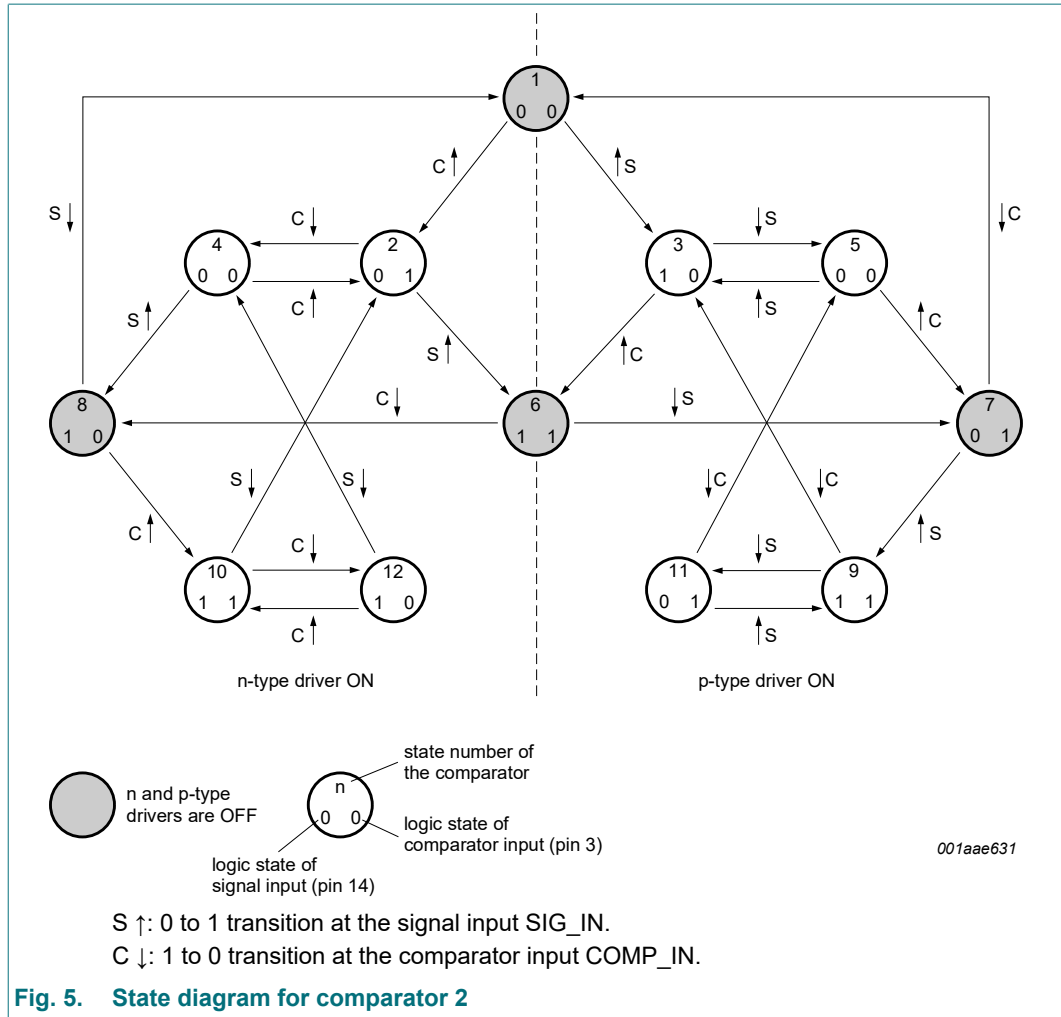 1
0 0
C ↑
↑ S
S ↓
↓ C
C ↓
↓ S
4
0 0
2
0 1
3
1 0
5
0 0
C ↑
↑ S
S ↑
S ↑
↑ C
↑ C
8
1 0
C ↓
6
1 1
↓ S
7
0 1
S ↓
S ↓
↓ C
↓ C
C ↑
C ↓
↓ S
↑ S
10
1 1
12
1 0
11
0 1
9
1 1
C ↑
↑ S
n-type driver ON
p-type driver ON
n and p-type
drivers are OFF
n
0 0
state number of
the comparator
logic state of
comparator input (pin 3)
logic state of
signal input (pin 14)
001aae631
S ↑: 0 to 1 transition at the signal input SIG_IN.
C ↓: 1 to 0 transition at the comparator input COMP_IN.
Fig. 5. State diagram for comparator 2